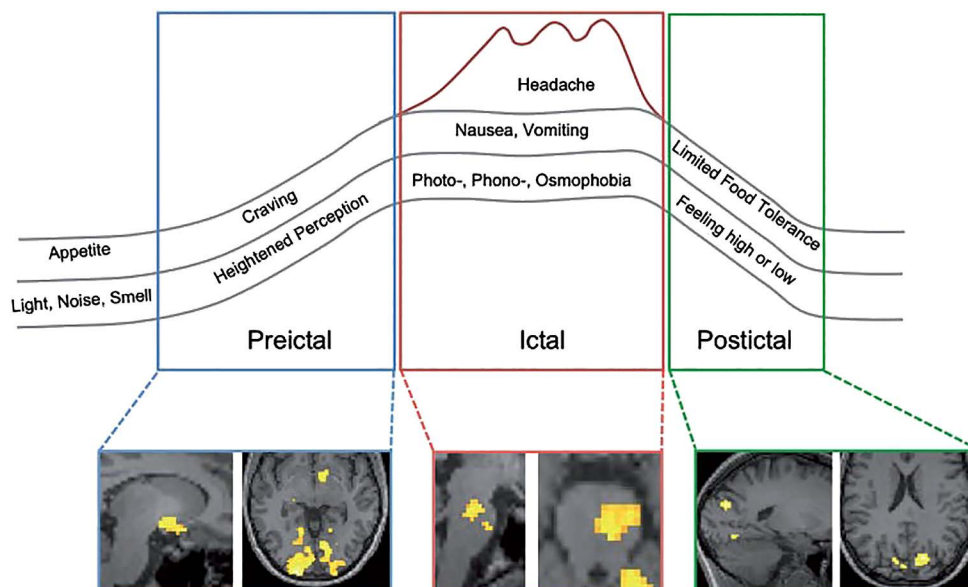 Headache
Nausea, Vomiting
Photo-, Phono-, Osmophobia
Craving
Heightened Perception
Appetite
Light, Noise, Smell
Limited Food Tolerance
Feeling high or low
Preictal
Ictal
Postictal